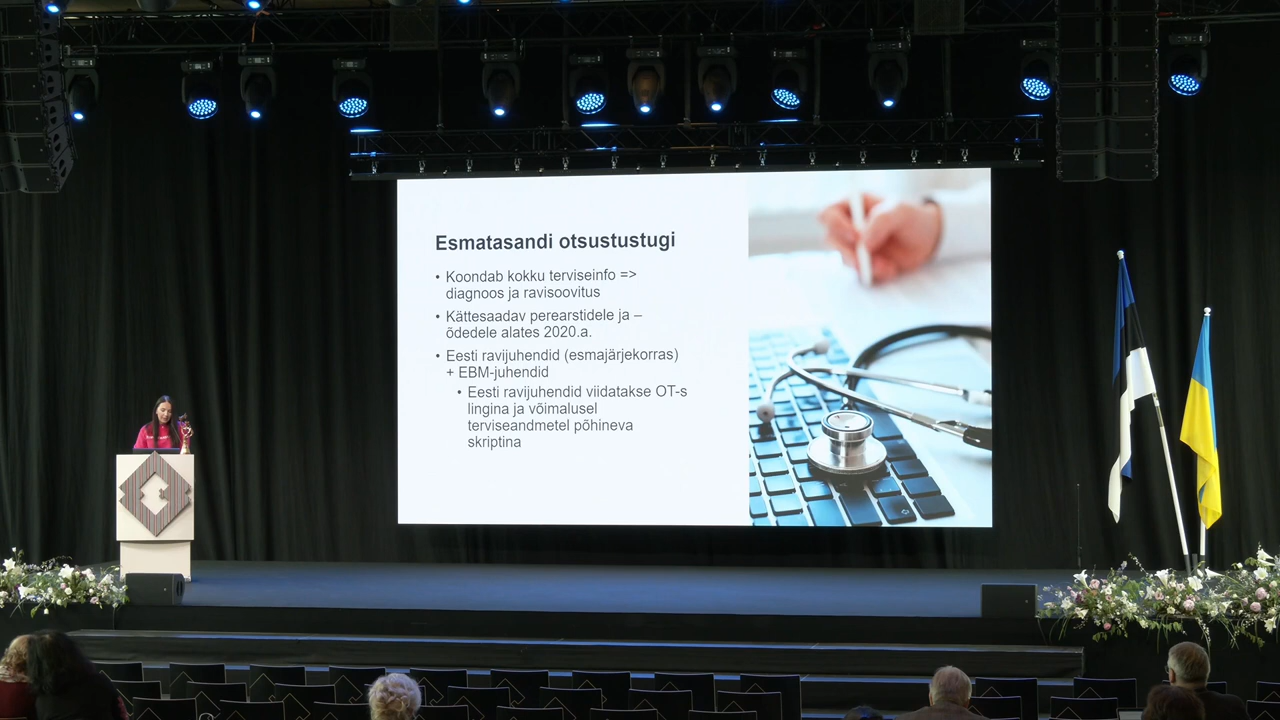 Esmatasandi otsustustugi
• Koondab kokku terviseinfo =>
diagnoos ja ravisoovitus
• Kättesaadav perearstidele ja –
õdedele alates 2020.a.
• Eesti ravijuhendid (esmajärjekorras)
+ EBM-juhendid
• Eesti ravijuhendid viidatakse OT-s
lingina ja võimalusel
terviseandmetel põhineva
skriptina